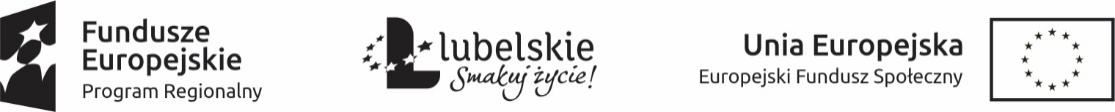 Fundusze
Europejskie
Program Regionalny
lubelskie
Smakuj życie!
Unia Europejska
Europejski Fundusz Społeczny